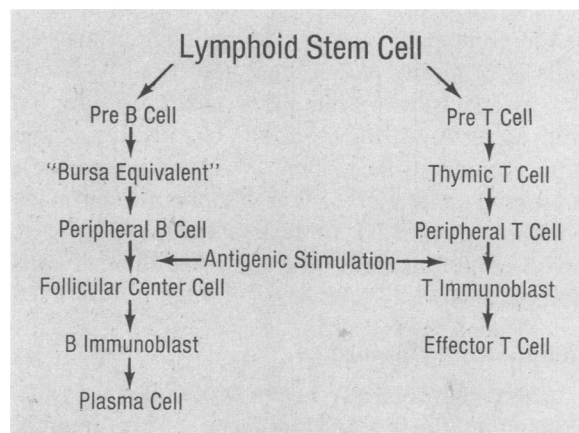 Lymphoid Stem Cell
Pre B Cell
Pre T Cell
"Bursa Equivalent"
Thymic T Cell
Peripheral B Cell
Peripheral T Cell
Antigenic Stimulation
Follicular Center Cell
T Immunoblast
B Immunoblast
Effector T Cell
Plasma Cell